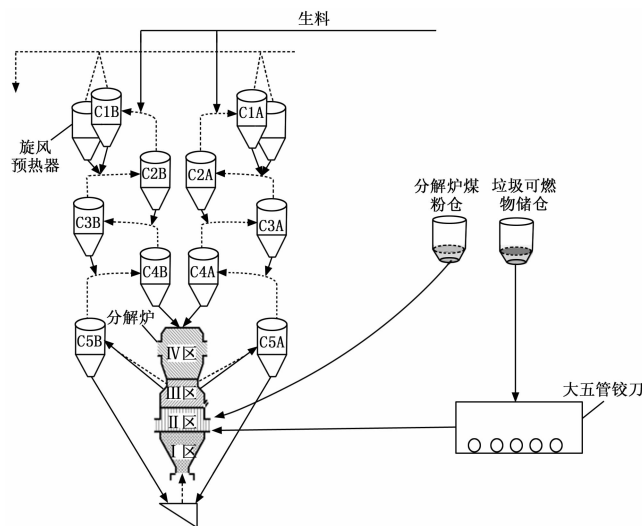 生料
C1B
C1A
旋风
预热器
C2B
C2A
C3B
C3A
分解炉煤
粉仓
垃圾可燃
物储仓
C4B
C4A
分解炉
C5B
C5A
Ⅳ区
Ⅲ区
Ⅱ区
Ⅰ区
大五管铰刀